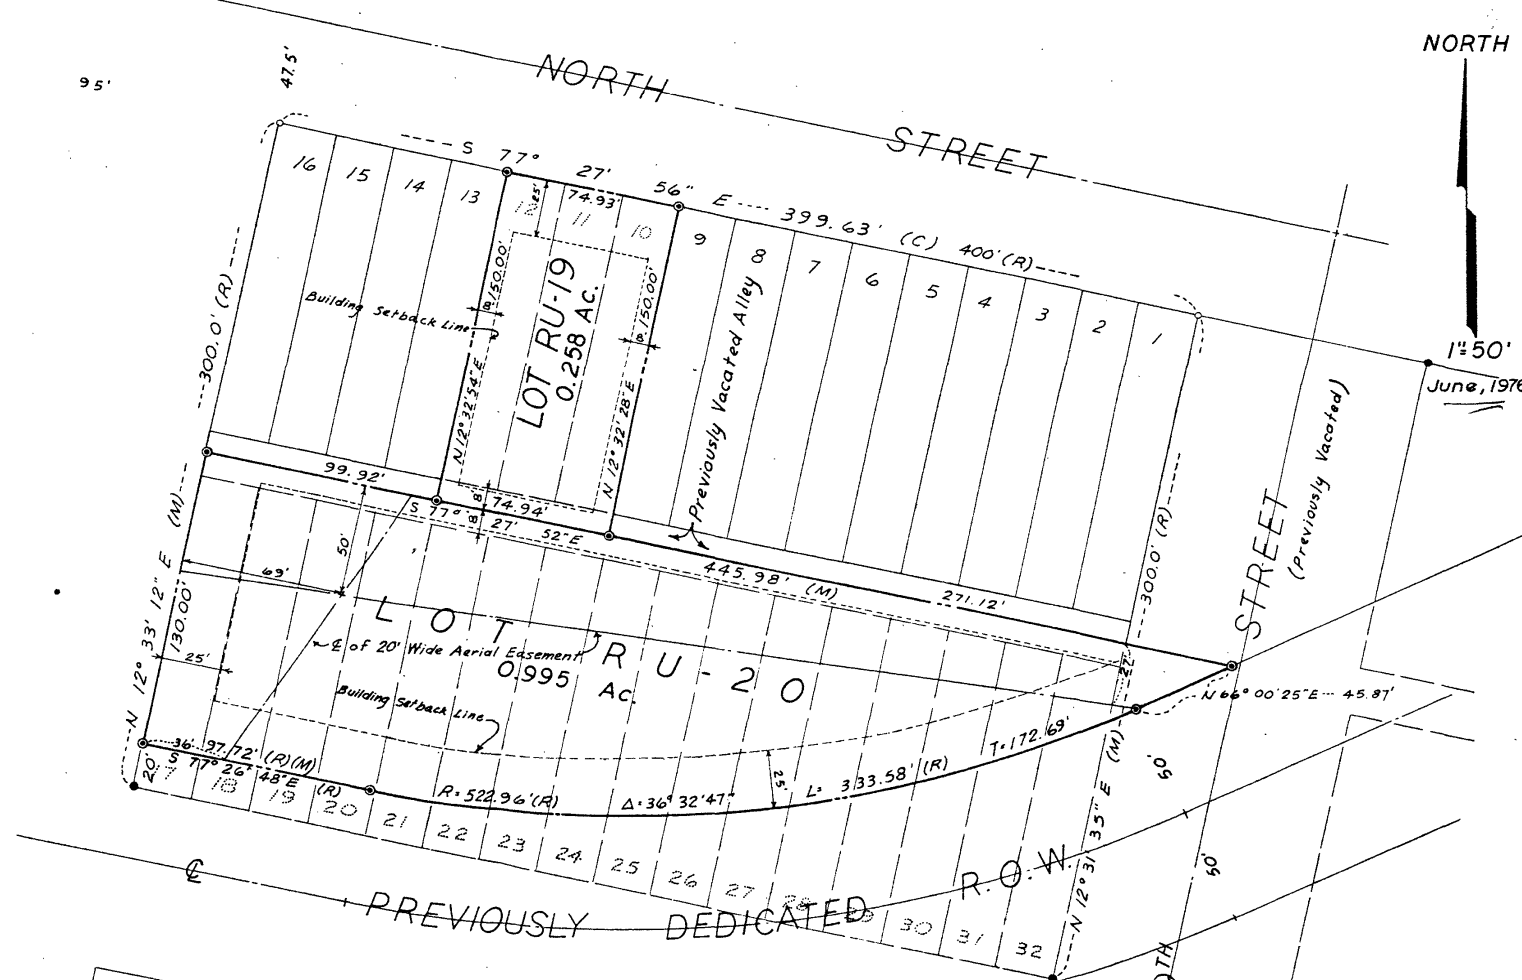 NORTH
95'
47.5'
NORTH STREET
S 77° 27' 56" E 399.63' (C) 400' (R)
16 15 14 13 12 11 10 9 8 7 6 5 4 3 2 1
25'
74.93'
1"=50'
June, 1976
300.0' (R)
Building Setback Line
8'
150.00'
N 12° 32' 54" E
LOT RU-19
0.258 Ac.
8'
150.00'
N 12° 32' 28" E
Previously Vacated Alley
300.0' (R)
STREET
(Previously Vacated)
99.92'
74.94'
8'
8'
S 77° 27' 52" E
445.98' (M)
271.12'
50'
69'
N 12° 33' 12" E (M)
130.00'
25'
LOT RU-20
0.995 Ac.
℄ of 20' Wide Aerial Easement
Building Setback Line
27'
N 66° 00' 25" E 45.87'
36' 97.72' (R)(M)
S 77° 26' 48" E (R)
20'
R=522.96' (R)
Δ=36° 32' 47"
L= 333.58' (R)
T=172.69'
25'
50'
50'
N 12° 31' 35" E (M)
17 18 19 20 21 22 23 24 25 26 27 28 29 30 31 32
℄
PREVIOUSLY DEDICATED R.O.W.